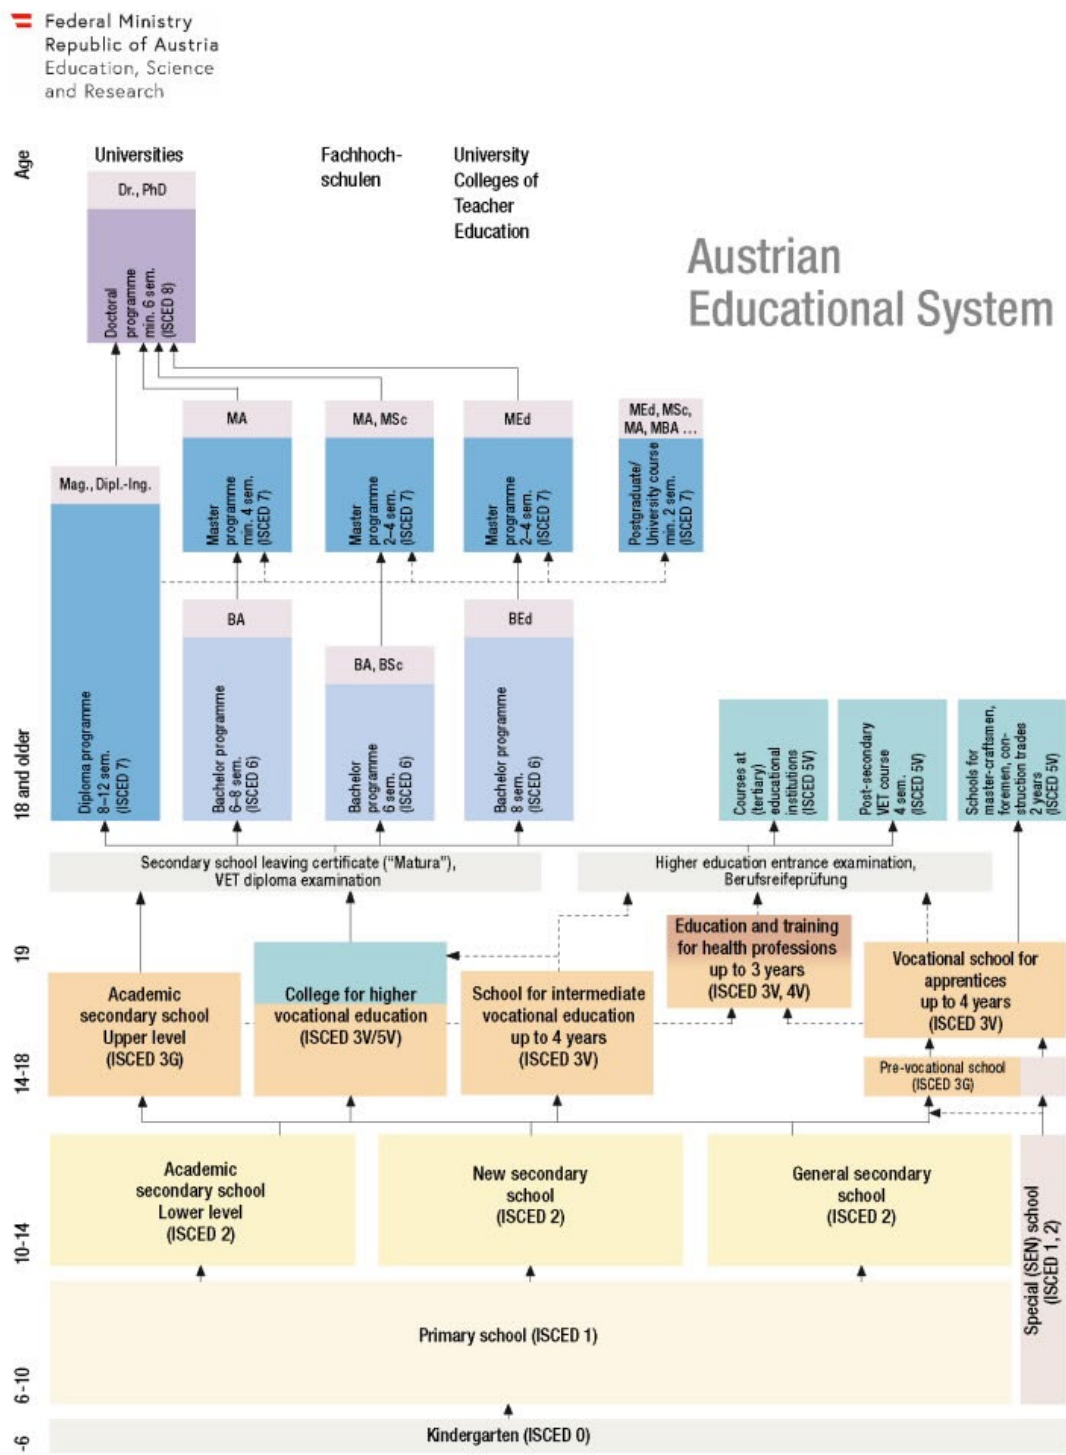 Federal Ministry
Republic of Austria
Education, Science
and Research
Age
Universities
Fachhoch-
schulen
University
Colleges of
Teacher
Education
Austrian
Educational System
Dr., PhD
Doctoral
programme
min. 6 sem.
(ISCED 8)
MA
MA, MSc
MEd
MEd, MSc,
MA, MBA ...
Mag., Dipl.-Ing.
Master
programme
min. 4 sem.
(ISCED 7)
Master
programme
2–4 sem.
(ISCED 7)
Master
programme
2–4 sem.
(ISCED 7)
Postgraduate/
University course
min. 2 sem.
(ISCED 7)
BA
BA, BSc
BEd
18 and older
Diploma programme
8–12 sem.
(ISCED 7)
Bachelor programme
6–8 sem.
(ISCED 6)
Bachelor
programme
6 sem.
(ISCED 6)
Bachelor programme
8 sem.
(ISCED 6)
Courses at
(tertiary)
educational
institutions
(ISCED 5V)
Post-secondary
VET course
4 sem.
(ISCED 5V)
Schools for
master-craftsmen,
foremen, con-
struction trades
2 years
(ISCED 5V)
Secondary school leaving certificate (“Matura”),
VET diploma examination
Higher education entrance examination,
Berufsreifeprüfung
19
Education and training
for health professions
up to 3 years
(ISCED 3V, 4V)
Vocational school for
apprentices
up to 4 years
(ISCED 3V)
Academic
secondary school
Upper level
(ISCED 3G)
College for higher
vocational education
(ISCED 3V/5V)
School for intermediate
vocational education
up to 4 years
(ISCED 3V)
14-18
Pre-vocational school
(ISCED 3G)
Academic
secondary school
Lower level
(ISCED 2)
New secondary
school
(ISCED 2)
General secondary
school
(ISCED 2)
10-14
Special (SEN) school
(ISCED 1, 2)
Primary school (ISCED 1)
6-10
Kindergarten (ISCED 0)
-6